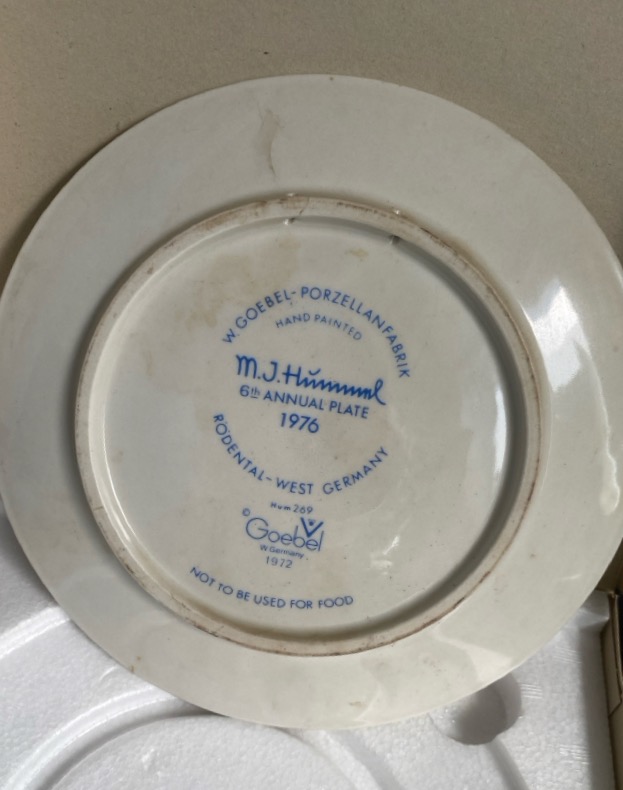 W. GOEBEL-PORZELLANFABRIK
HAND PAINTED
M.J.Hummel
6th ANNUAL PLATE
1976
RÖDENTAL-WEST GERMANY
Hum 269
© Goebel
W.Germany
1972
NOT TO BE USED FOR FOOD